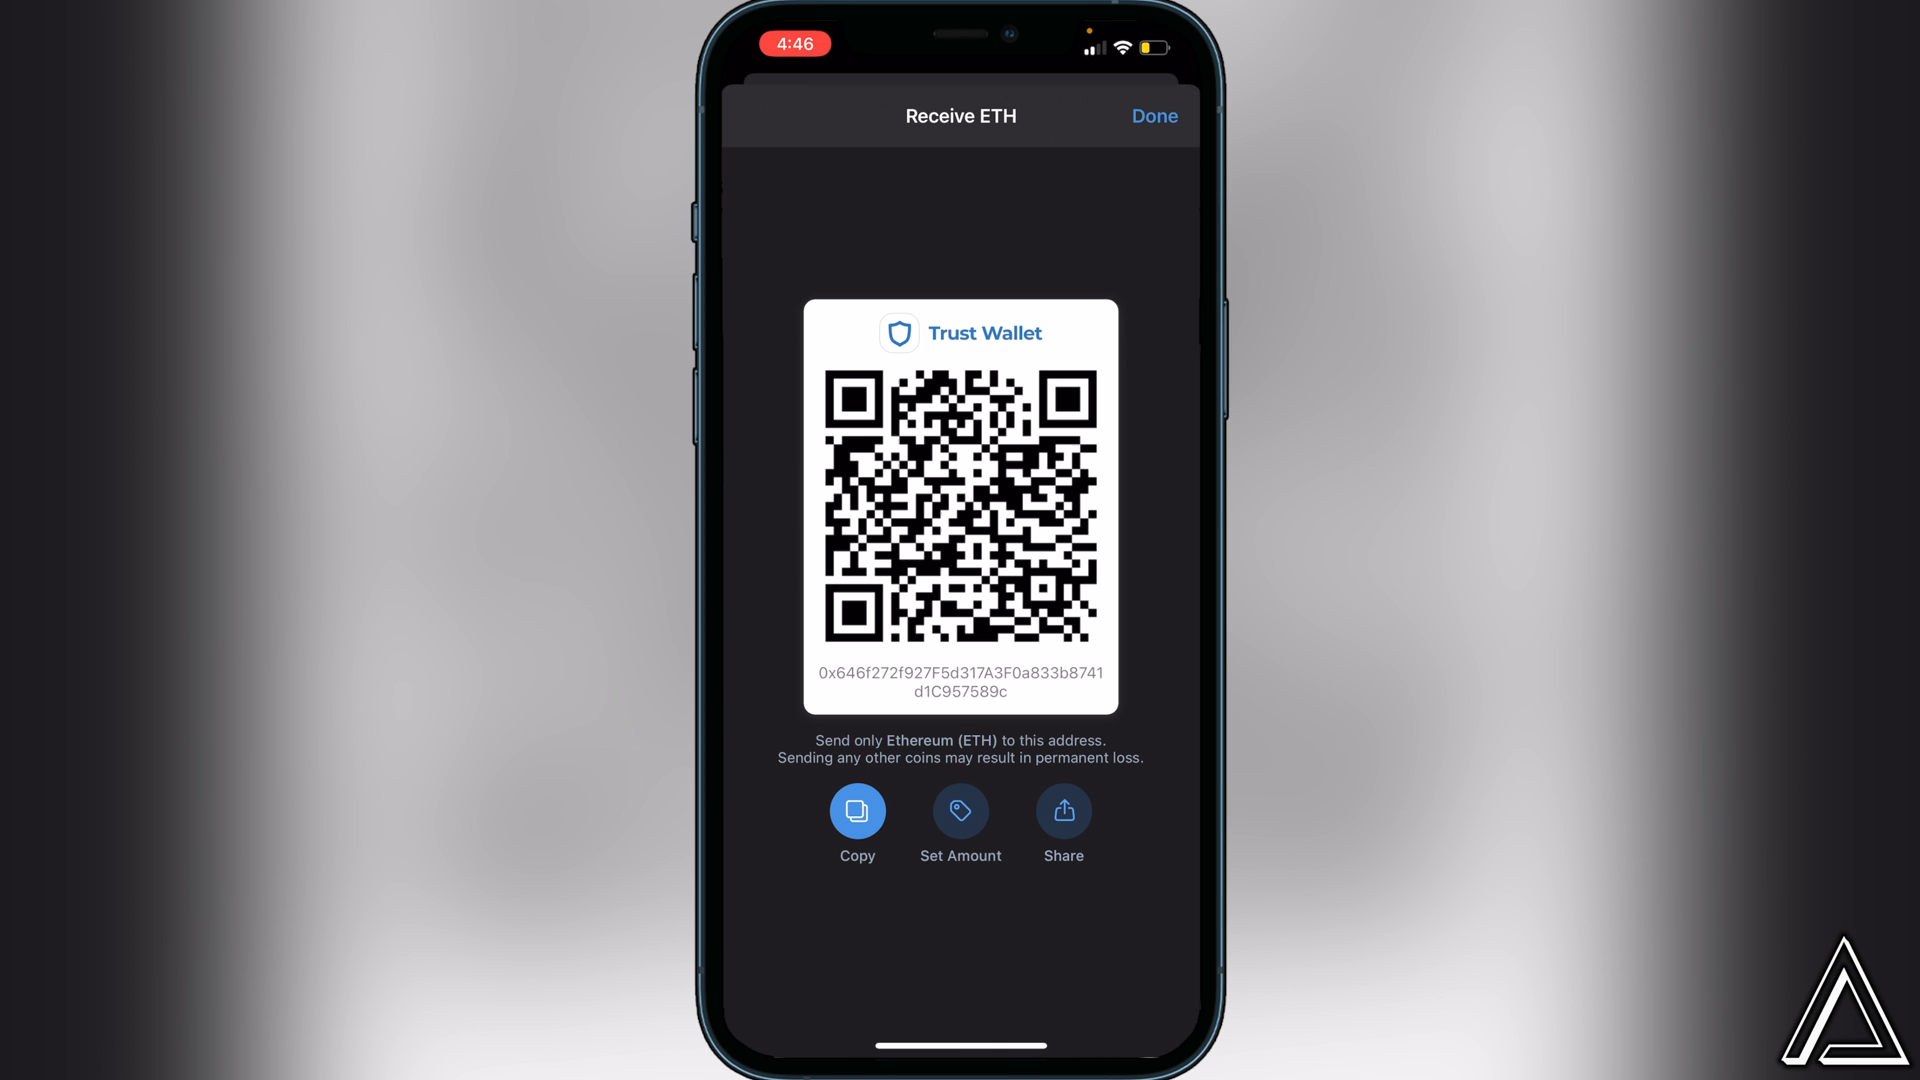 4:46
Receive ETH
Done
Trust Wallet
0x646f272f927F5d317A3F0a833b8741
d1C957589c
Send only Ethereum (ETH) to this address.
Sending any other coins may result in permanent loss.
Copy
Set Amount
Share